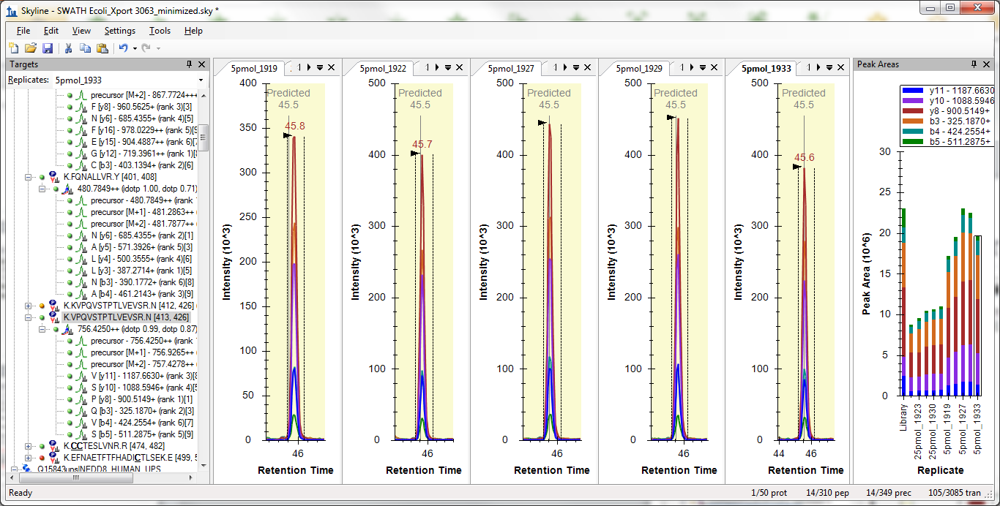 Skyline - SWATH Ecoli_Xport 3063_minimized.sky *
File Edit View Settings Tools Help
Targets
Replicates: 5pmol_1933
precursor [M+2] - 867.7724+++
F [y8] - 960.5625+ (rank 3)[3]
N [y6] - 685.4355+ (rank 4)[5]
F [y16] - 978.0229++ (rank 5)[9
E [y15] - 904.4887++ (rank 6)[
G [y12] - 719.3961++ (rank 1)[
C [b3] - 403.1394+ (rank 2)[6]
K.FQNALLVR.Y [401, 408]
480.7849++ (idotp 1.00, dotp 0.71)
precursor - 480.7849++ (rank
precursor [M+1] - 481.2863++
precursor [M+2] - 481.7877++
N [y6] - 685.4355+ (rank 2)[1]
A [y5] - 571.3926+ (rank 5)[3]
L [y4] - 500.3555+ (rank 4)[6]
L [y3] - 387.2714+ (rank 1)[5]
N [b3] - 390.1772+ (rank 6)[8]
A [b4] - 461.2143+ (rank 3)[9]
K.KVPQVSTPTLVEVSR.N [412, 426]
K.VPQVSTPTLVEVSR.N [413, 426]
756.4250++ (idotp 0.99, dotp 0.87)
precursor - 756.4250++ (rank
precursor [M+1] - 756.9265++
precursor [M+2] - 757.4278++
V [y11] - 1187.6630+ (rank 3)[8
S [y10] - 1088.5946+ (rank 4)[5
P [y8] - 900.5149+ (rank 1)[1]
Q [b3] - 325.1870+ (rank 2)[3]
V [b4] - 424.2554+ (rank 6)[7]
S [b5] - 511.2875+ (rank 5)[9]
K.CCTESLVNR.R [474, 482]
K.EFNAETFTFHADICTLSEK.E [499, 5
Q15843ups|NEDD8_HUMAN_UPS
5pmol_1919 1
Predicted
45.5
45.8
Intensity (10^3)
400
350
300
250
200
150
100
50
0
46
Retention Time
5pmol_1922 1
Predicted
45.5
45.7
Intensity (10^3)
500
400
300
200
100
0
46
Retention Time
5pmol_1927 1
Predicted
45.5
Intensity (10^3)
500
400
300
200
100
0
46
Retention Time
5pmol_1929 1
Predicted
45.5
Intensity (10^3)
500
400
300
200
100
0
46
Retention Time
5pmol_1933 1
Predicted
45.5
45.6
Intensity (10^3)
500
400
300
200
100
0
44 46
Retention Time
Peak Areas
y11 - 1187.6630
y10 - 1088.5946
y8 - 900.5149+
b3 - 325.1870+
b4 - 424.2554+
b5 - 511.2875+
Peak Area (10^6)
30
25
20
15
10
5
0
Library
25pmol_1923
25pmol_1930
5pmol_1919
5pmol_1927
5pmol_1933
Replicate
Ready
1/50 prot 14/310 pep 14/349 prec 105/3085 tran